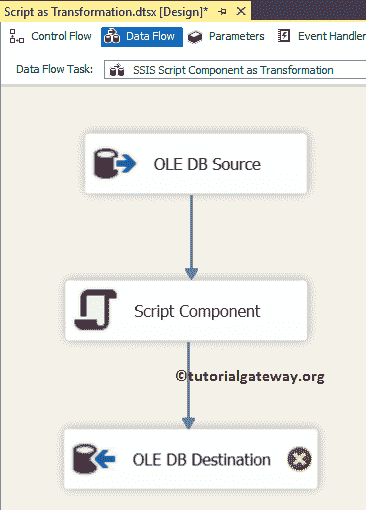 Script as Transformation.dtsx [Design]*
Control Flow Data Flow Parameters Event Handler
Data Flow Task: SSIS Script Component as Transformation
OLE DB Source
Script Component
©tutorialgateway.org
OLE DB Destination